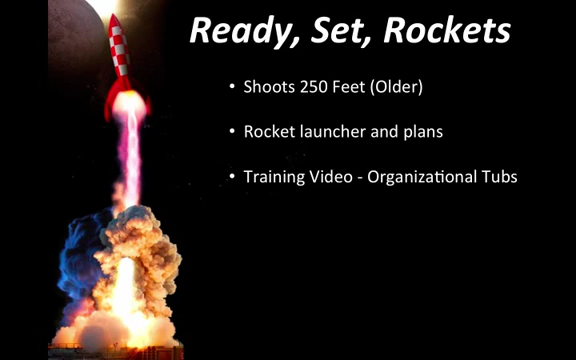 Ready, Set, Rockets
• Shoots 250 Feet (Older)
• Rocket launcher and plans
• Training Video - Organizational Tubs